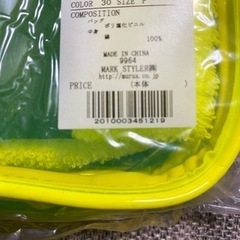 COLOR 30 SIZE F
COMPOSITION
バッグ
ポリ塩化ビニル
中身 綿 100%
MADE IN CHINA
9964
MARK STYLER㈱
http://murua.co.jp
PRICE (本体
2010003451219